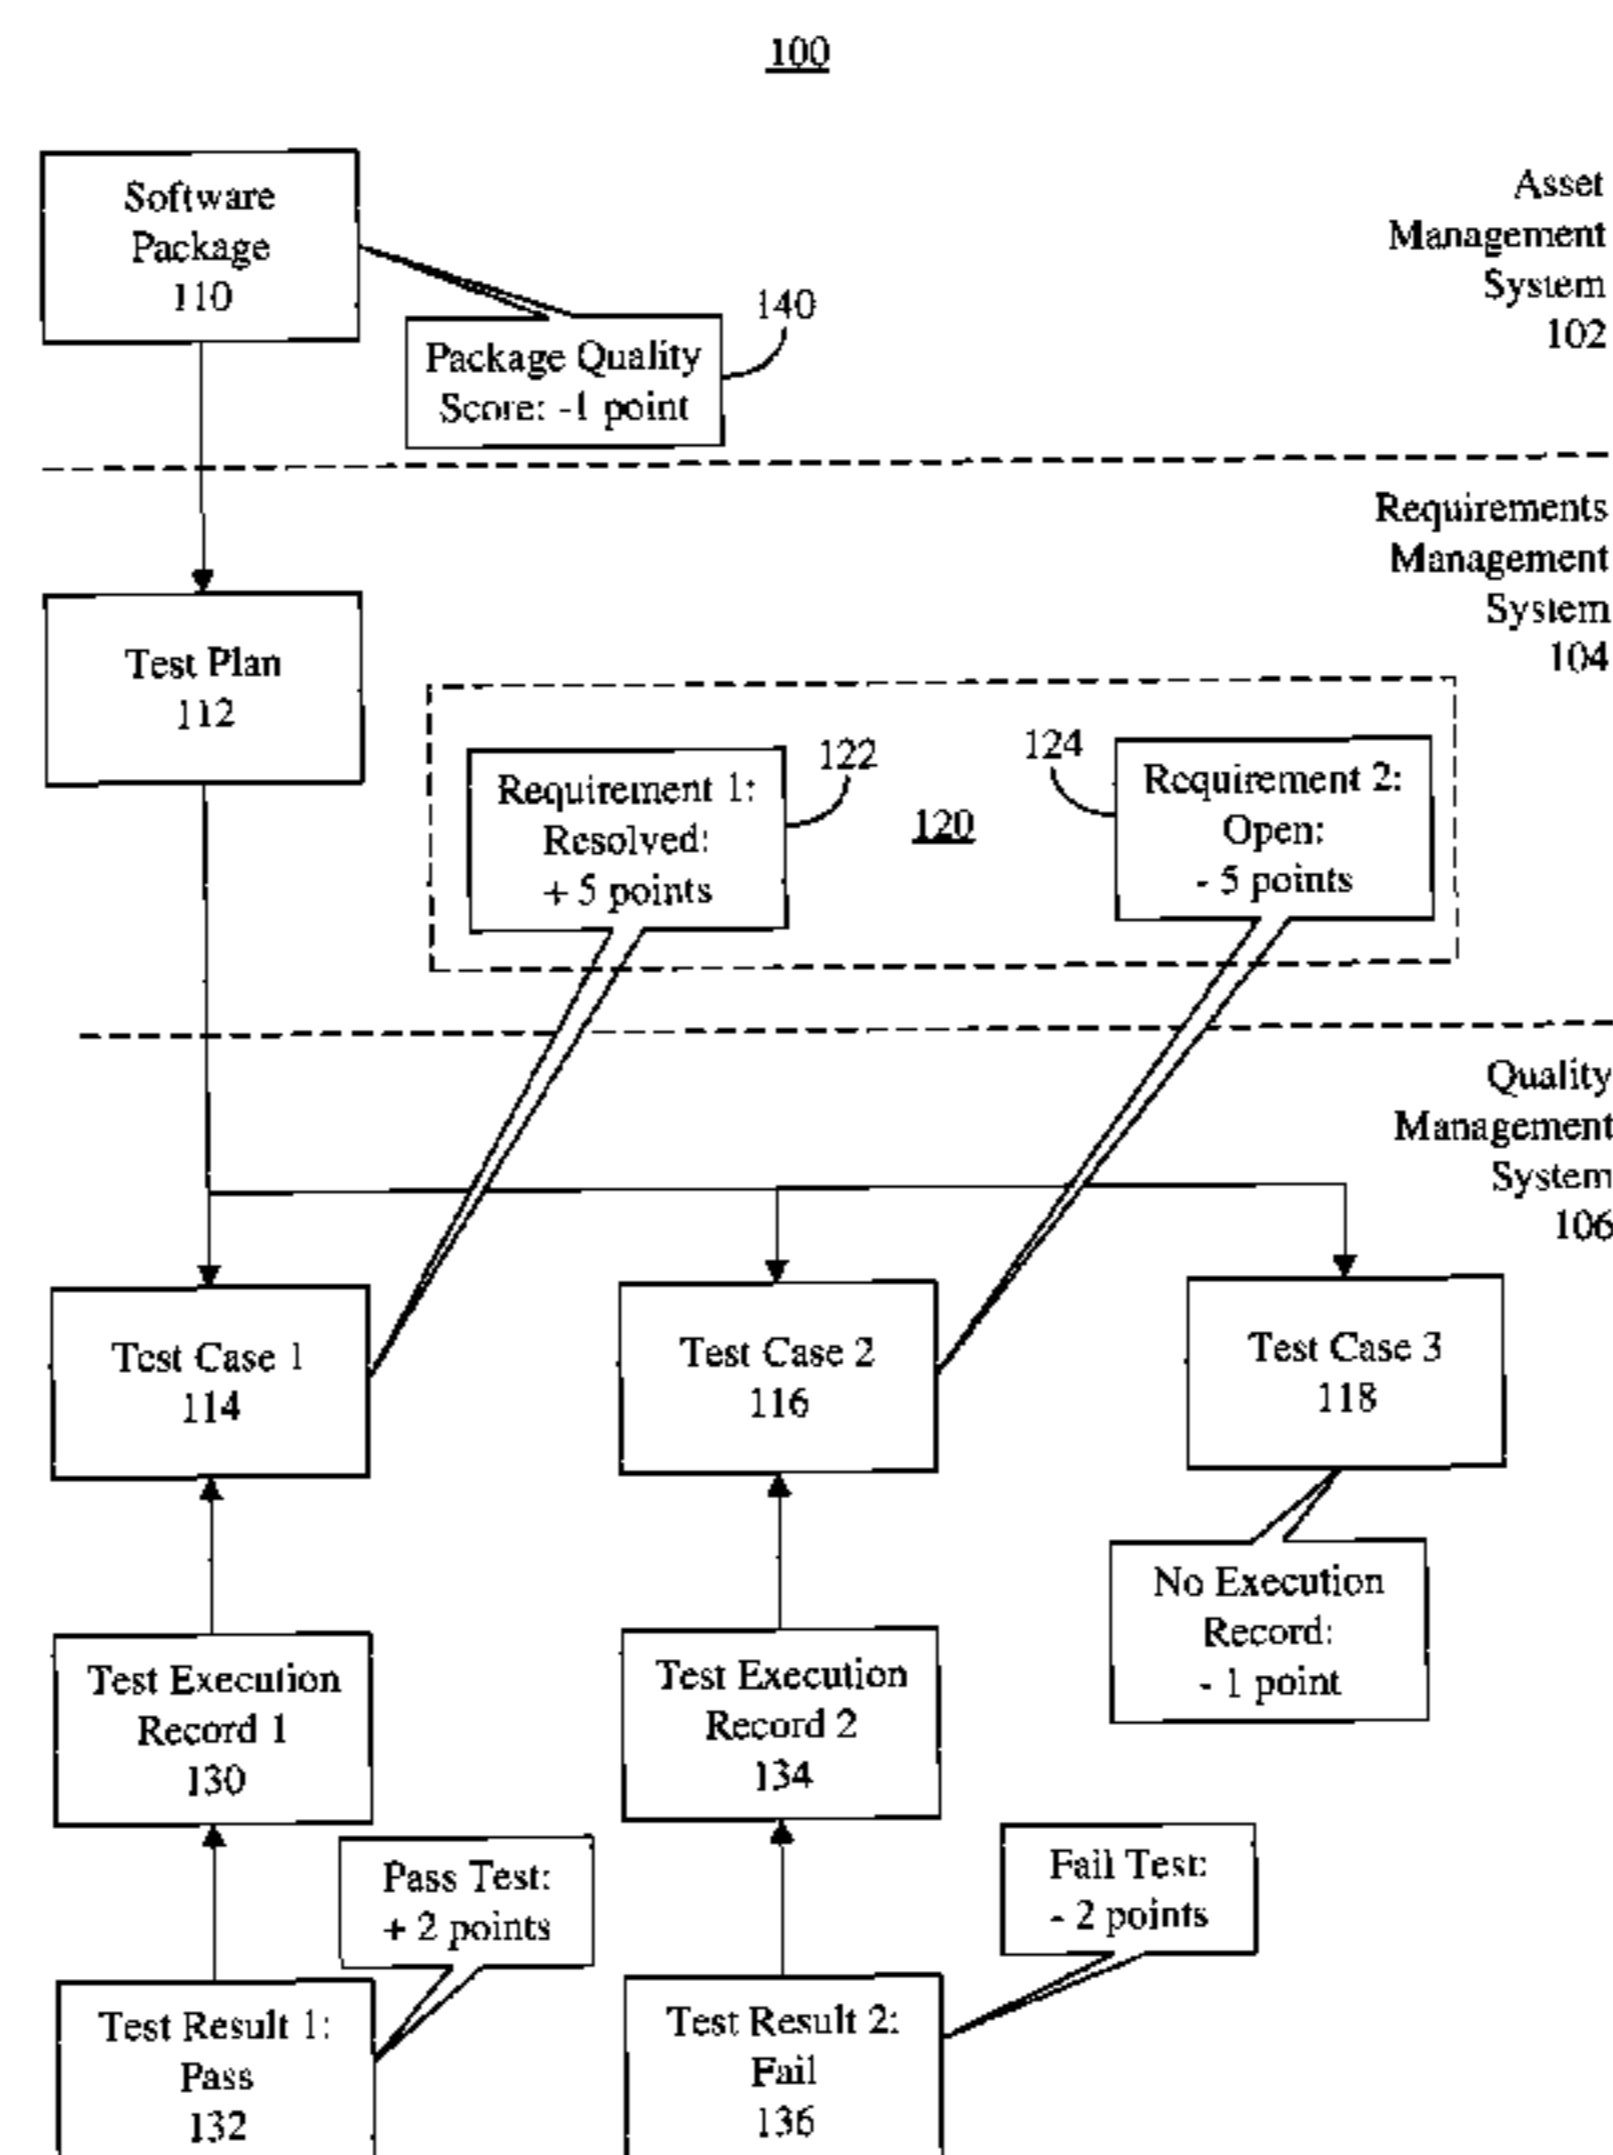 100
Software
Package
110
Asset
Management
System
102
140
Package Quality
Score: -1 point
Requirements
Management
System
104
Test Plan
112
Requirement 1:
Resolved:
+ 5 points
122
120
124
Requirement 2:
Open:
- 5 points
Quality
Management
System
106
Test Case 1
114
Test Case 2
116
Test Case 3
118
No Execution
Record:
- 1 point
Test Execution
Record 1
130
Test Execution
Record 2
134
Pass Test:
+ 2 points
Fail Test:
- 2 points
Test Result 1:
Pass
132
Test Result 2:
Fail
136